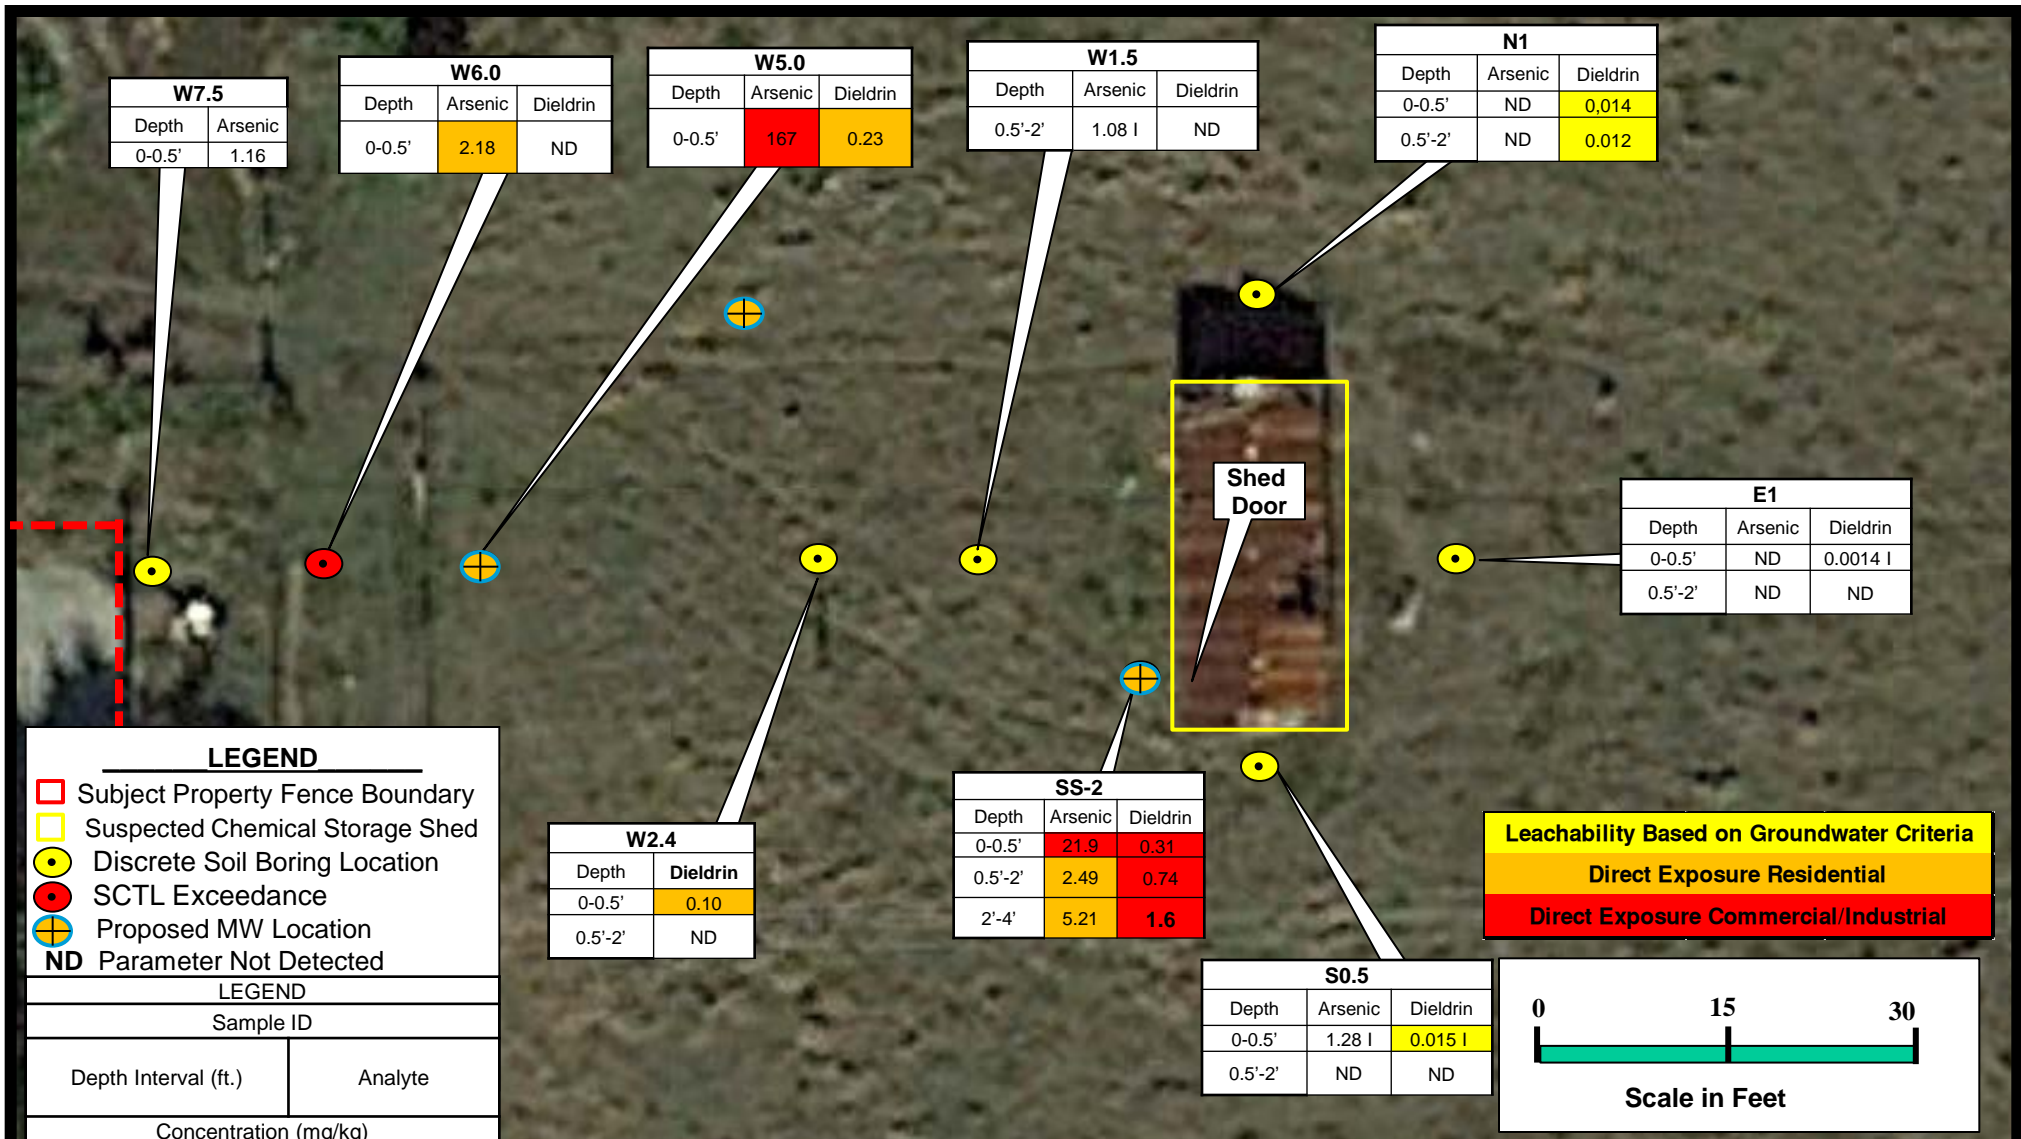 W7.5
Depth Arsenic
0-0.5' 1.16
W6.0
Depth Arsenic Dieldrin
0-0.5' 2.18 ND
W5.0
Depth Arsenic Dieldrin
0-0.5' 167 0.23
W1.5
Depth Arsenic Dieldrin
0.5'-2' 1.08 I ND
N1
Depth Arsenic Dieldrin
0-0.5' ND 0,014
0.5'-2' ND 0.012
Shed
Door
E1
Depth Arsenic Dieldrin
0-0.5' ND 0.0014 I
0.5'-2' ND ND
W2.4
Depth Dieldrin
0-0.5' 0.10
0.5'-2' ND
SS-2
Depth Arsenic Dieldrin
0-0.5' 21.9 0.31
0.5'-2' 2.49 0.74
2'-4' 5.21 1.6
S0.5
Depth Arsenic Dieldrin
0-0.5' 1.28 I 0.015 I
0.5'-2' ND ND
LEGEND
Subject Property Fence Boundary
Suspected Chemical Storage Shed
Discrete Soil Boring Location
SCTL Exceedance
Proposed MW Location
ND Parameter Not Detected
LEGEND
Sample ID
Depth Interval (ft.) Analyte
Concentration (mg/kg)
Leachability Based on Groundwater Criteria
Direct Exposure Residential
Direct Exposure Commercial/Industrial
0 15 30
Scale in Feet